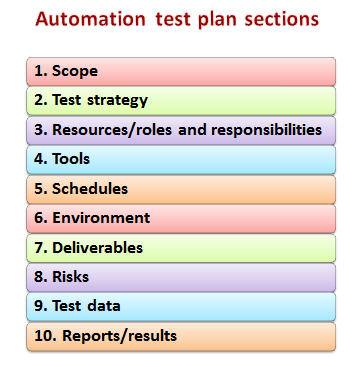 Automation test plan sections
1. Scope
2. Test strategy
3. Resources/roles and responsibilities
4. Tools
5. Schedules
6. Environment
7. Deliverables
8. Risks
9. Test data
10. Reports/results